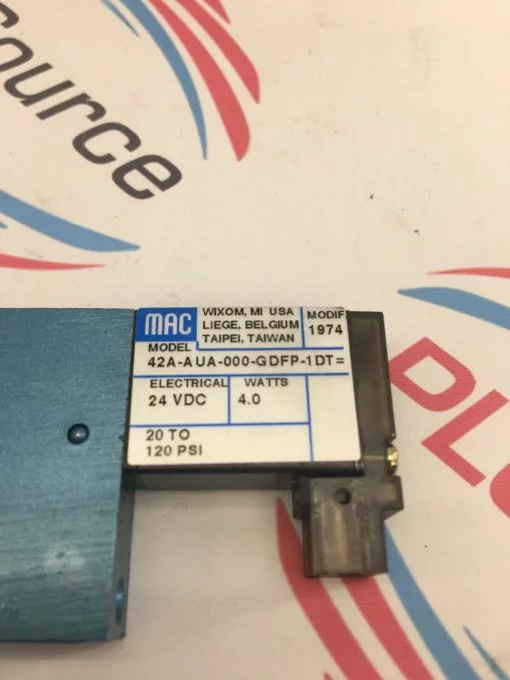 ource
MAC
WIXOM, MI USA
LIEGE, BELGIUM
TAIPEI, TAIWAN
MODIF
1974
MODEL
42A-AUA-000-GDFP-1DT=
ELECTRICAL
WATTS
24 VDC
4.0
20 TO
120 PSI
PLC